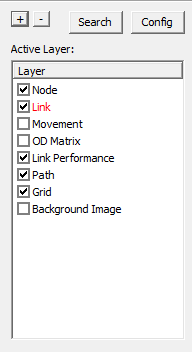 + - Search Config
Active Layer:
Layer
Node
Link
Movement
OD Matrix
Link Performance
Path
Grid
Background Image